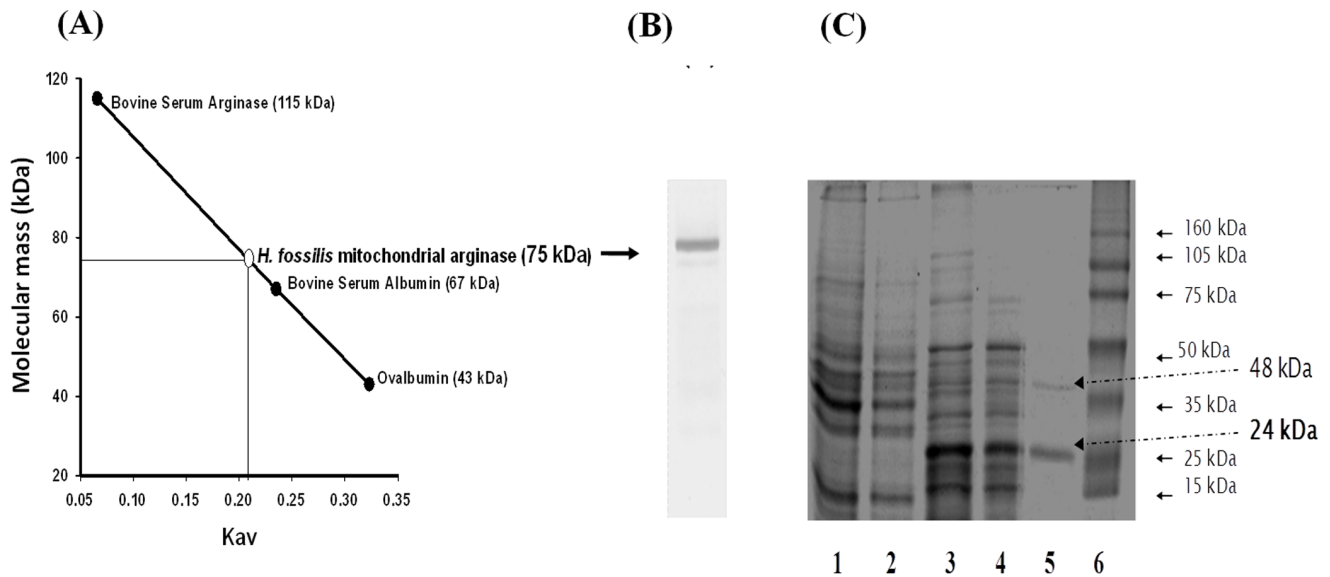 (A)
120
100
80
60
40
20
Molecular mass (kDa)
Bovine Serum Arginase (115 kDa)
H. fossilis mitochondrial arginase (75 kDa)
Bovine Serum Albumin (67 kDa)
Ovalbumin (43 kDa)
0.05 0.10 0.15 0.20 0.25 0.30 0.35
Kav
(B)
(C)
160 kDa
105 kDa
75 kDa
50 kDa
48 kDa
35 kDa
24 kDa
25 kDa
15 kDa
1 2 3 4 5 6